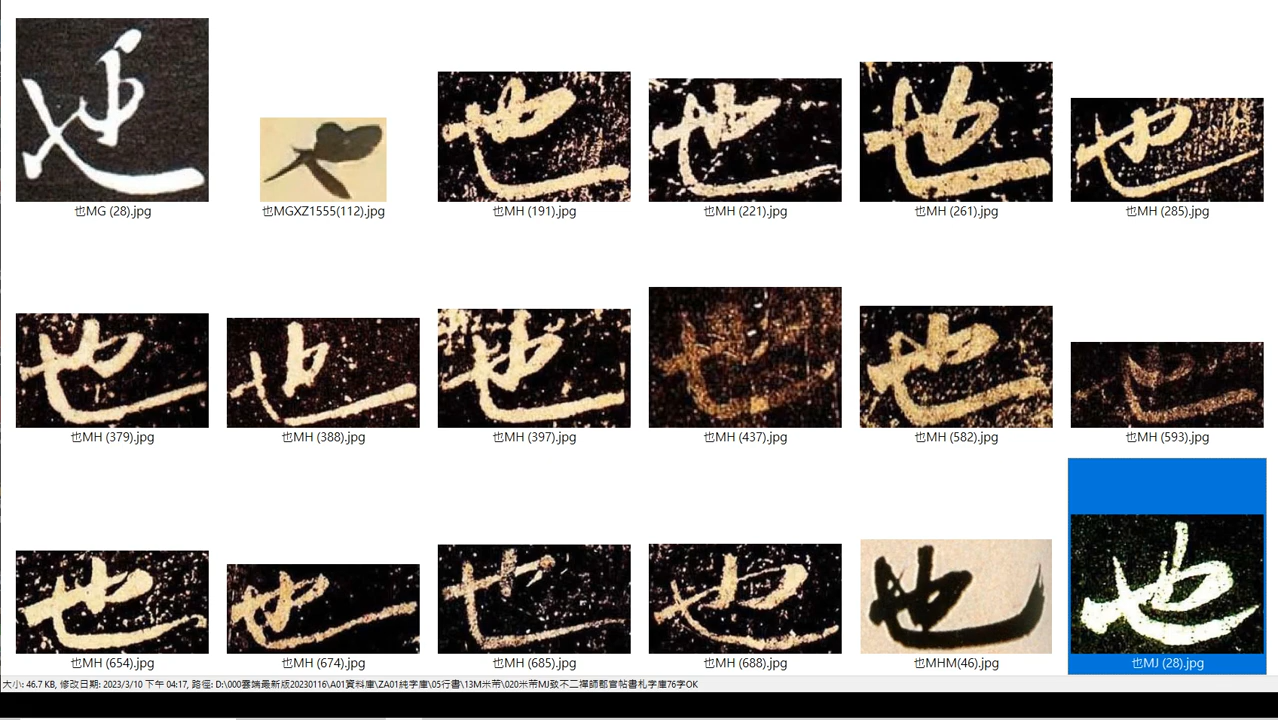 也 也 也 也 也 也
也MG (28).jpg 也MGXZ1555(112).jpg 也MH (191).jpg 也MH (221).jpg 也MH (261).jpg 也MH (285).jpg
也 也 也 也 也 也
也MH (379).jpg 也MH (388).jpg 也MH (397).jpg 也MH (437).jpg 也MH (582).jpg 也MH (593).jpg
也 也 也 也 也 也
也MH (654).jpg 也MH (674).jpg 也MH (685).jpg 也MH (688).jpg 也MHM(46).jpg 也MJ (28).jpg
大小: 46.7 KB, 修改日期: 2023/3/10 下午 04:17, 路徑: D:\000雲端最新版20230116\A01資料庫\ZA01純字庫\05行書\13M米芾\020米芾MJ致不二禪師郡官帖書札字庫76字OK